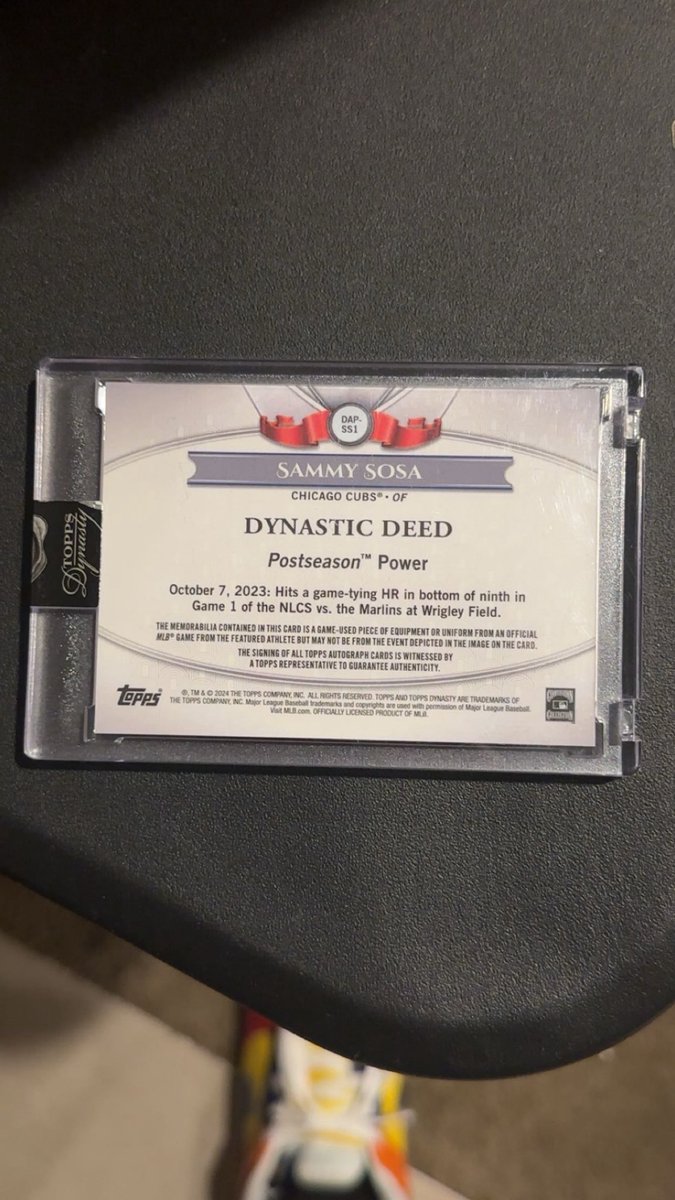 DAP-
SS1
SAMMY SOSA
CHICAGO CUBS® • OF
DYNASTIC DEED
Postseason™ Power
October 7, 2023: Hits a game-tying HR in bottom of ninth in
Game 1 of the NLCS vs. the Marlins at Wrigley Field.
THE MEMORABILIA CONTAINED IN THIS CARD IS A GAME-USED PIECE OF EQUIPMENT OR UNIFORM FROM AN OFFICIAL
MLB® GAME FROM THE FEATURED ATHLETE BUT MAY NOT BE FROM THE EVENT DEPICTED IN THE IMAGE ON THE CARD.
THE SIGNING OF ALL TOPPS AUTOGRAPH CARDS IS WITNESSED BY
A TOPPS REPRESENTATIVE TO GUARANTEE AUTHENTICITY.
Topps®
®, TM & © 2024 THE TOPPS COMPANY, INC. ALL RIGHTS RESERVED. TOPPS AND TOPPS DYNASTY ARE TRADEMARKS OF
THE TOPPS COMPANY, INC. Major League Baseball trademarks and copyrights are used with permission of Major League Baseball.
Visit MLB.com. OFFICIALLY LICENSED PRODUCT OF MLB.
TOPPS
Dynasty